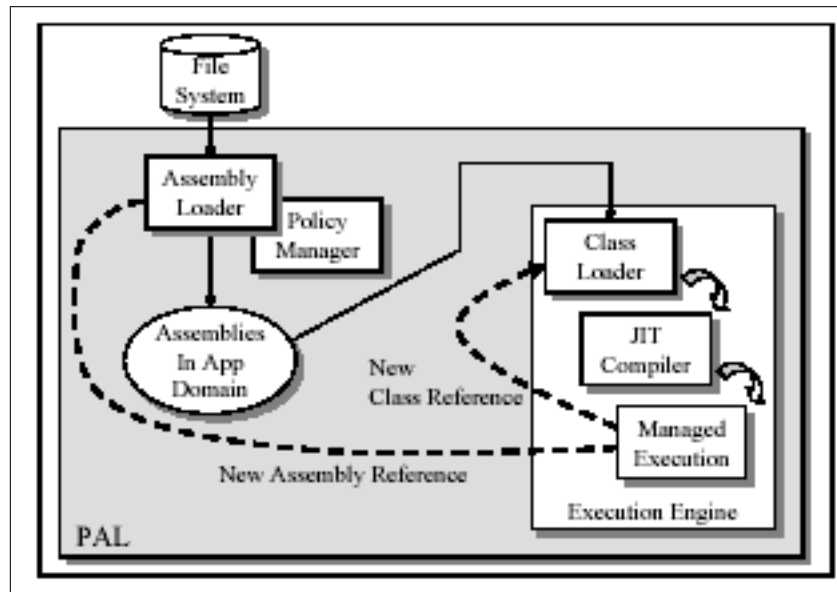 File
System
Assembly
Loader
Policy
Manager
Class
Loader
Assemblies
In App
Domain
JIT
Compiler
New
Class Reference
Managed
Execution
New Assembly Reference
Execution Engine
PAL